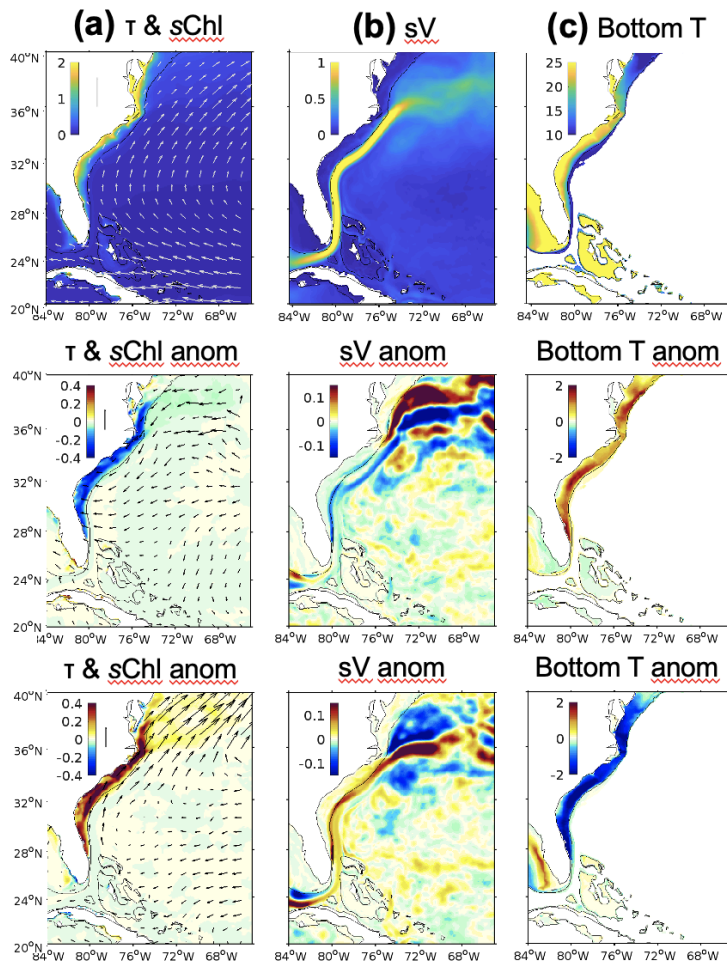 (a) τ & sChl (b) sV (c) Bottom T
40°N 2 1 25
1 0.5 20
15
36°N 0 0 10
32°N
28°N
24°N
20°N
84°W 80°W 76°W 72°W 68°W 84°W 80°W 76°W 72°W 68°W 84°W 80°W 76°W 72°W 68°W
τ & sChl anom sV anom Bottom T anom
40°N 0.4 0.1 2
0.2
0 0 0
-0.2
36°N -0.4 -0.1 -2
32°N
28°N
24°N
20°N
84°W 80°W 76°W 72°W 68°W 84°W 80°W 76°W 72°W 68°W 84°W 80°W 76°W 72°W 68°W
τ & sChl anom sV anom Bottom T anom
40°N 0.4 0.1 2
0.2
0 0 0
-0.2
36°N -0.4 -0.1 -2
32°N
28°N
24°N
20°N
84°W 80°W 76°W 72°W 68°W 84°W 80°W 76°W 72°W 68°W 84°W 80°W 76°W 72°W 68°W